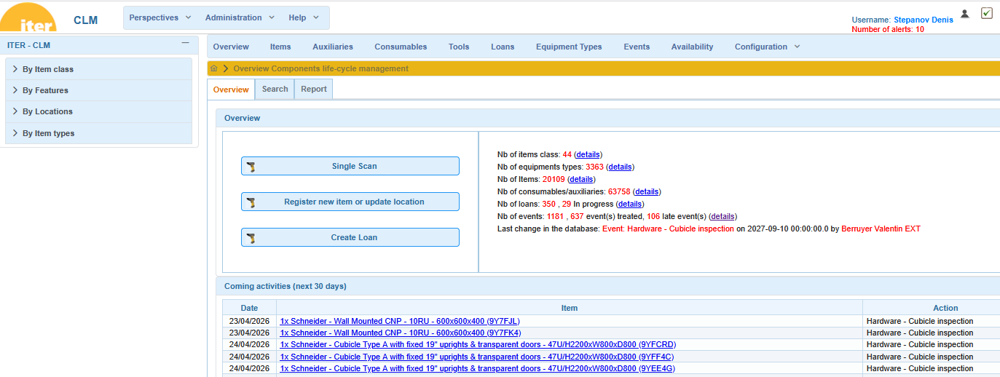 iter
CLM
Perspectives Administration Help
Username: Stepanov Denis
Number of alerts: 10
ITER - CLM
By Item class
By Features
By Locations
By Item types
Overview Items Auxiliaries Consumables Tools Loans Equipment Types Events Availability Configuration
Overview Components life-cycle management
Overview Search Report
Overview
Single Scan
Register new item or update location
Create Loan
Nb of items class: 44 (details)
Nb of equipments types: 3363 (details)
Nb of Items: 20109 (details)
Nb of consumables/auxiliaries: 63758 (details)
Nb of loans: 350 , 29 In progress (details)
Nb of events: 1181 , 637 event(s) treated, 106 late event(s) (details)
Last change in the database: Event: Hardware - Cubicle inspection on 2027-09-10 00:00:00.0 by Berruyer Valentin EXT
Coming activities (next 30 days)
Date Item Action
23/04/2026 1x Schneider - Wall Mounted CNP - 10RU - 600x600x400 (9Y7FJL) Hardware - Cubicle inspection
23/04/2026 1x Schneider - Wall Mounted CNP - 10RU - 600x600x400 (9Y7FK4) Hardware - Cubicle inspection
24/04/2026 1x Schneider - Cubicle Type A with fixed 19" uprights & transparent doors - 47U/H2200xW800xD800 (9YFCRD) Hardware - Cubicle inspection
24/04/2026 1x Schneider - Cubicle Type A with fixed 19" uprights & transparent doors - 47U/H2200xW800xD800 (9YFF4C) Hardware - Cubicle inspection
24/04/2026 1x Schneider - Cubicle Type A with fixed 19" uprights & transparent doors - 47U/H2200xW800xD800 (9YEE4G) Hardware - Cubicle inspection